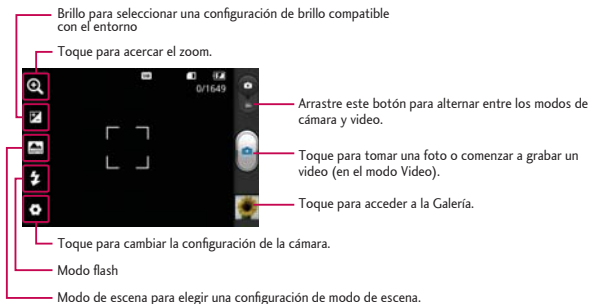 Brillo para seleccionar una configuración de brillo compatible
con el entorno
Toque para acercar el zoom.
0/1649
Arrastre este botón para alternar entre los modos de
cámara y video.
Toque para tomar una foto o comenzar a grabar un
video (en el modo Video).
Toque para acceder a la Galería.
Toque para cambiar la configuración de la cámara.
Modo flash
Modo de escena para elegir una configuración de modo de escena.